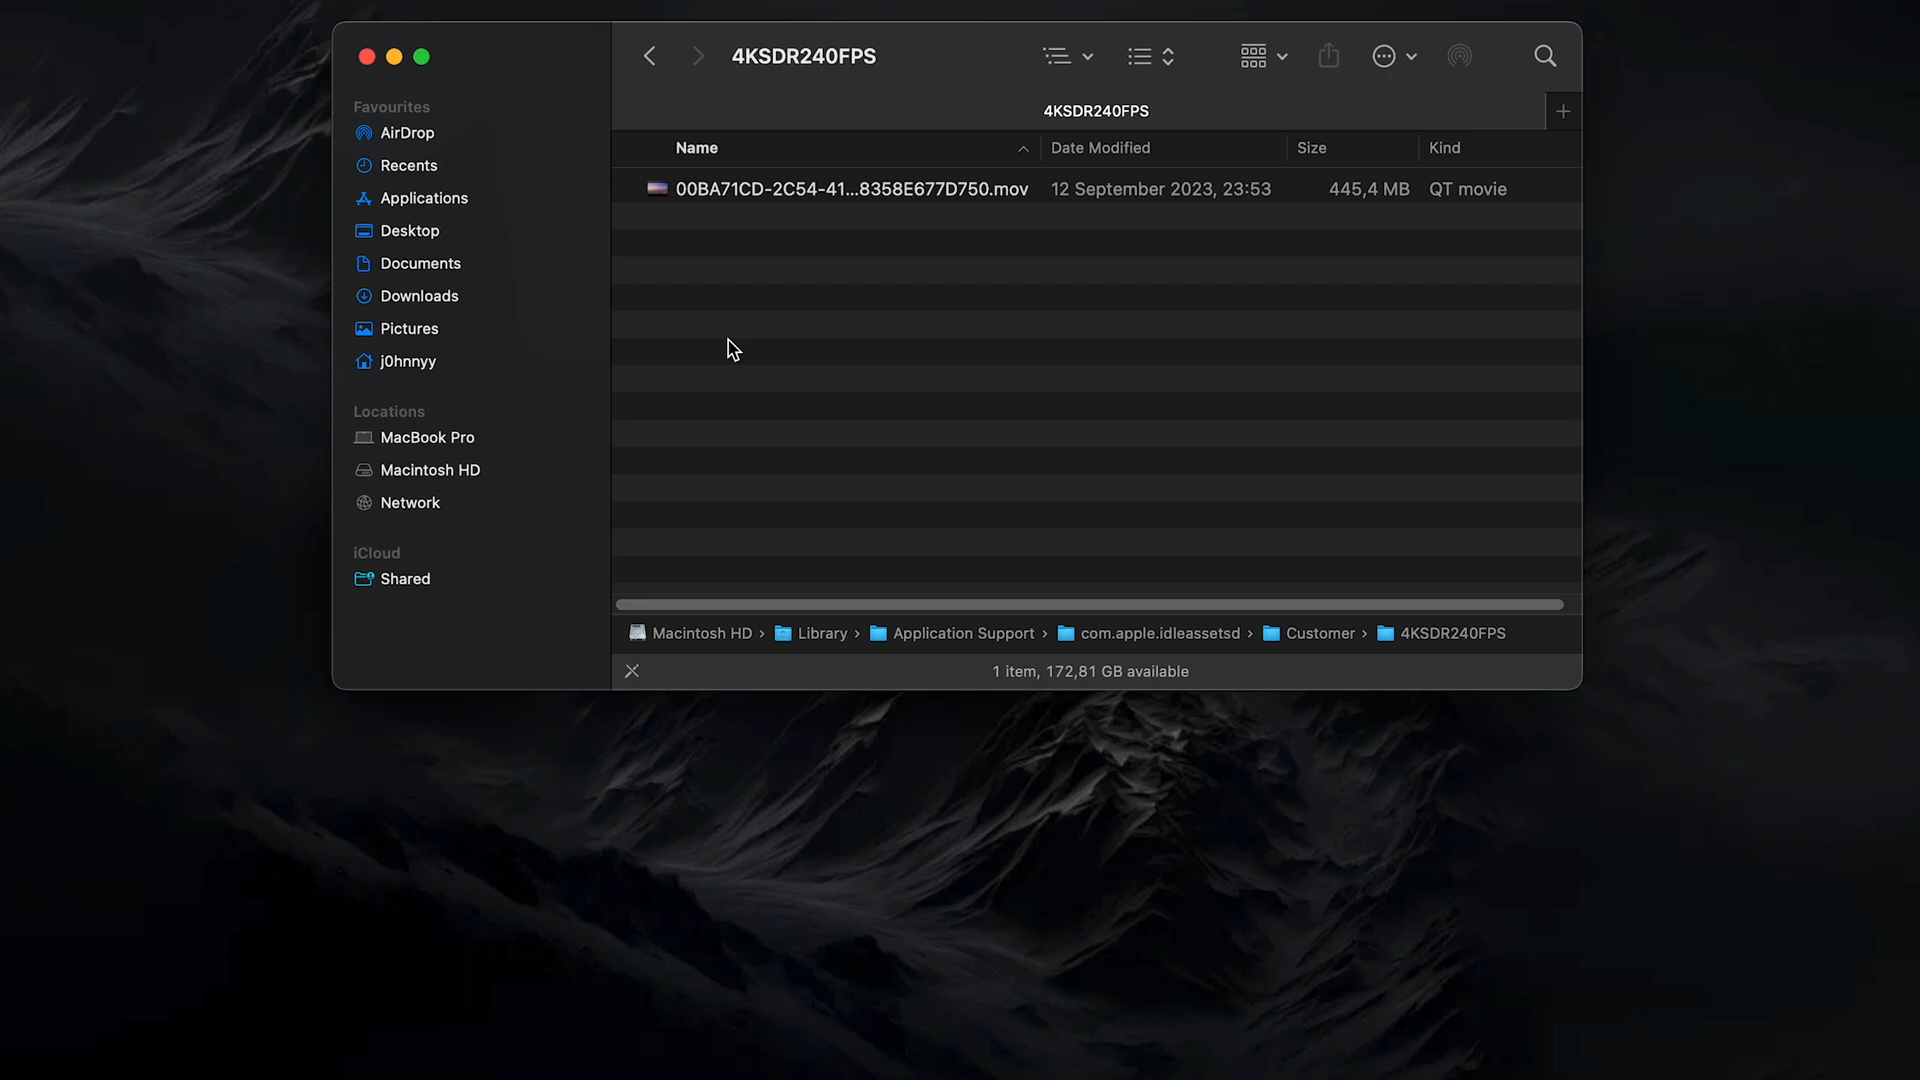 4KSDR240FPS
Favourites
AirDrop
Recents
Applications
Desktop
Documents
Downloads
Pictures
j0hnnyy
Locations
MacBook Pro
Macintosh HD
Network
iCloud
Shared
4KSDR240FPS
Name Date Modified Size Kind
00BA71CD-2C54-41...8358E677D750.mov 12 September 2023, 23:53 445,4 MB QT movie
Macintosh HD › Library › Application Support › com.apple.idleassetsd › Customer › 4KSDR240FPS
1 item, 172,81 GB available